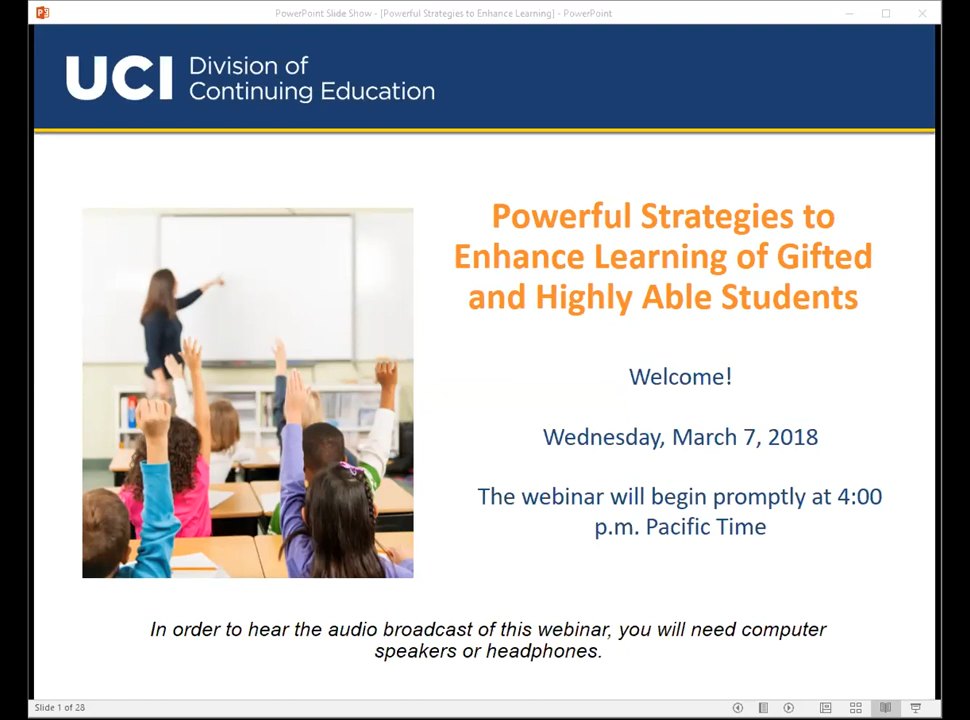 PowerPoint Slide Show - [Powerful Strategies to Enhance Learning] - PowerPoint
UCI Division of
Continuing Education
Powerful Strategies to
Enhance Learning of Gifted
and Highly Able Students
Welcome!
Wednesday, March 7, 2018
The webinar will begin promptly at 4:00
p.m. Pacific Time
In order to hear the audio broadcast of this webinar, you will need computer
speakers or headphones.
Slide 1 of 28